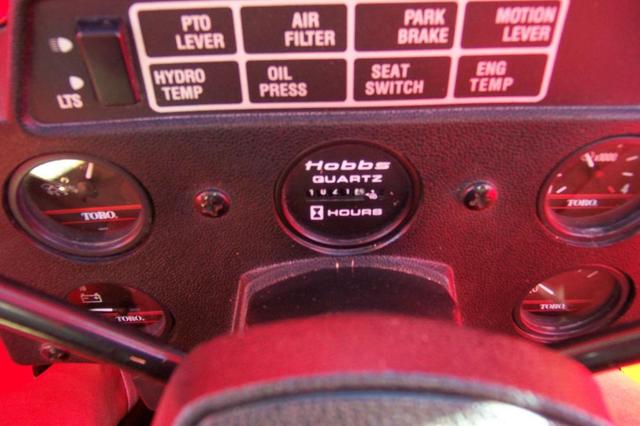 PTO LEVER
AIR FILTER
PARK BRAKE
MOTION LEVER
HYDRO TEMP
OIL PRESS
SEAT SWITCH
ENG TEMP
LTS
Hobbs
QUARTZ
HOURS
TORO
x1000
TORO
TORO
TORO